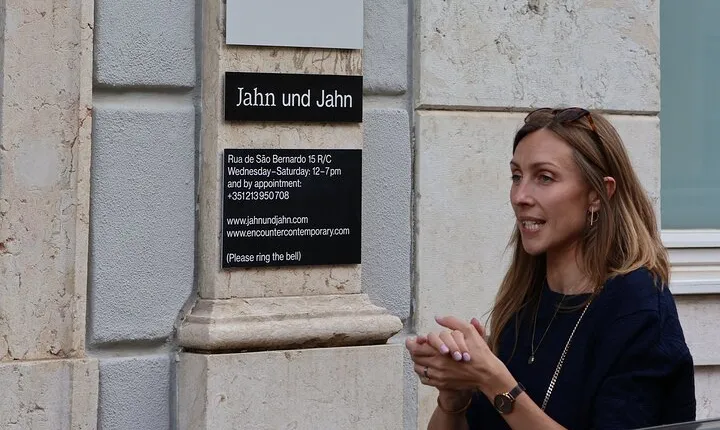 Jahn und Jahn
Rua de São Bernardo 15 R/C
Wednesday–Saturday: 12–7pm
and by appointment:
+351213950708
www.jahnundjahn.com
www.encountercontemporary.com
(Please ring the bell)